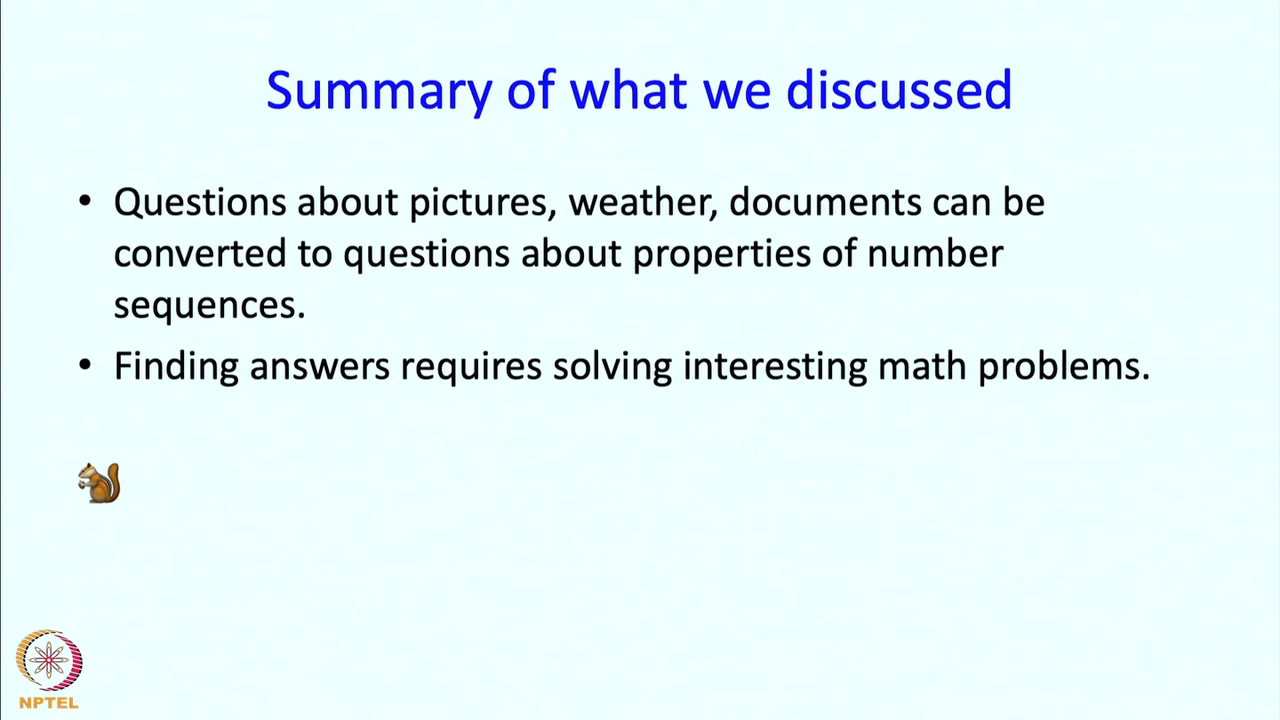 Summary of what we discussed
• Questions about pictures, weather, documents can be
converted to questions about properties of number
sequences.
• Finding answers requires solving interesting math problems.
NPTEL